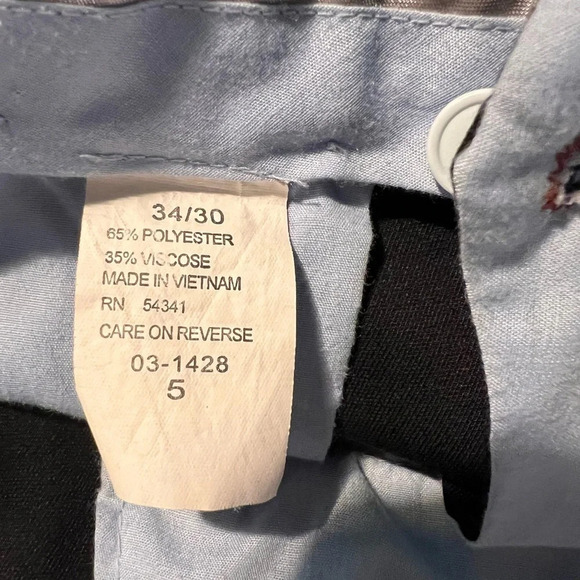 34/30
65% POLYESTER
35% VISCOSE
MADE IN VIETNAM
RN 54341
CARE ON REVERSE
03-1428
5